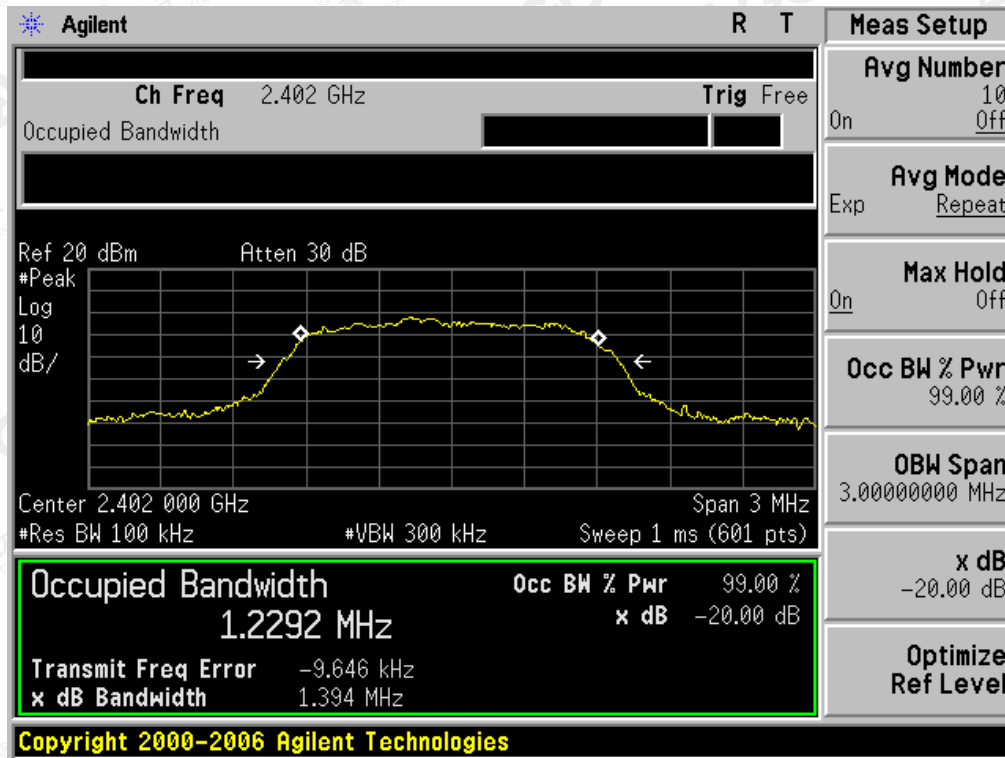 Agilent R T
Ch Freq 2.402 GHz Trig Free
Occupied Bandwidth
Ref 20 dBm Atten 30 dB
#Peak
Log
10
dB/
Center 2.402 000 GHz Span 3 MHz
#Res BW 100 kHz #VBW 300 kHz Sweep 1 ms (601 pts)
Occupied Bandwidth
1.2292 MHz
Occ BW % Pwr 99.00 %
x dB -20.00 dB
Transmit Freq Error -9.646 kHz
x dB Bandwidth 1.394 MHz
Copyright 2000-2006 Agilent Technologies
Meas Setup
Avg Number
10
On Off
Avg Mode
Exp Repeat
Max Hold
On Off
Occ BW % Pwr
99.00 %
OBW Span
3.00000000 MHz
x dB
-20.00 dB
Optimize
Ref Level